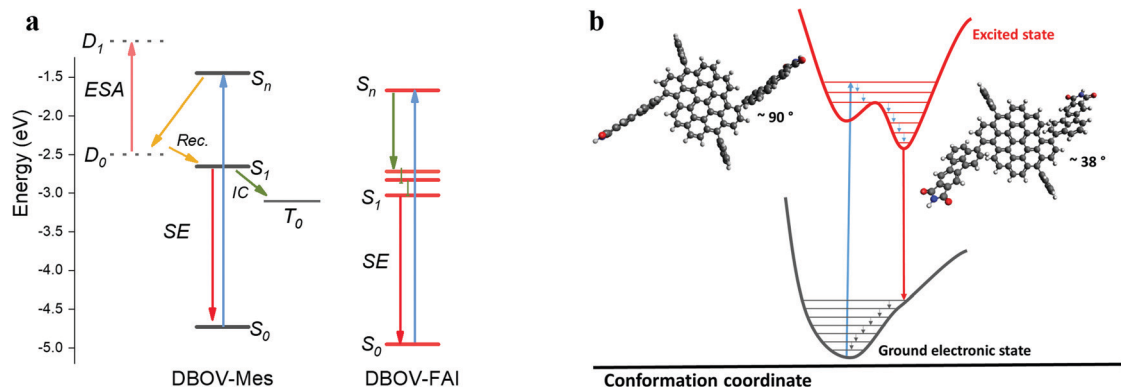 a
Energy (eV)
-1.5
-2.0
-2.5
-3.0
-3.5
-4.0
-4.5
-5.0
D1
ESA
D0
Sn
Rec.
S1
IC
T0
SE
S0
DBOV-Mes
Sn
S1
SE
S0
DBOV-FAI
b
Excited state
~ 90 °
~ 38 °
Ground electronic state
Conformation coordinate